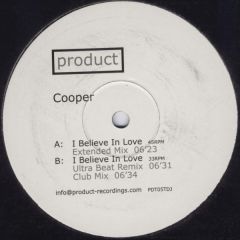 product
Cooper
A: I Believe In Love 45RPM
Extended Mix 06'23
B: I Believe In Love 33RPM
Ultra Beat Remix 06'31
Club Mix 06'34
info@product-recordings.com PDT05TDJ